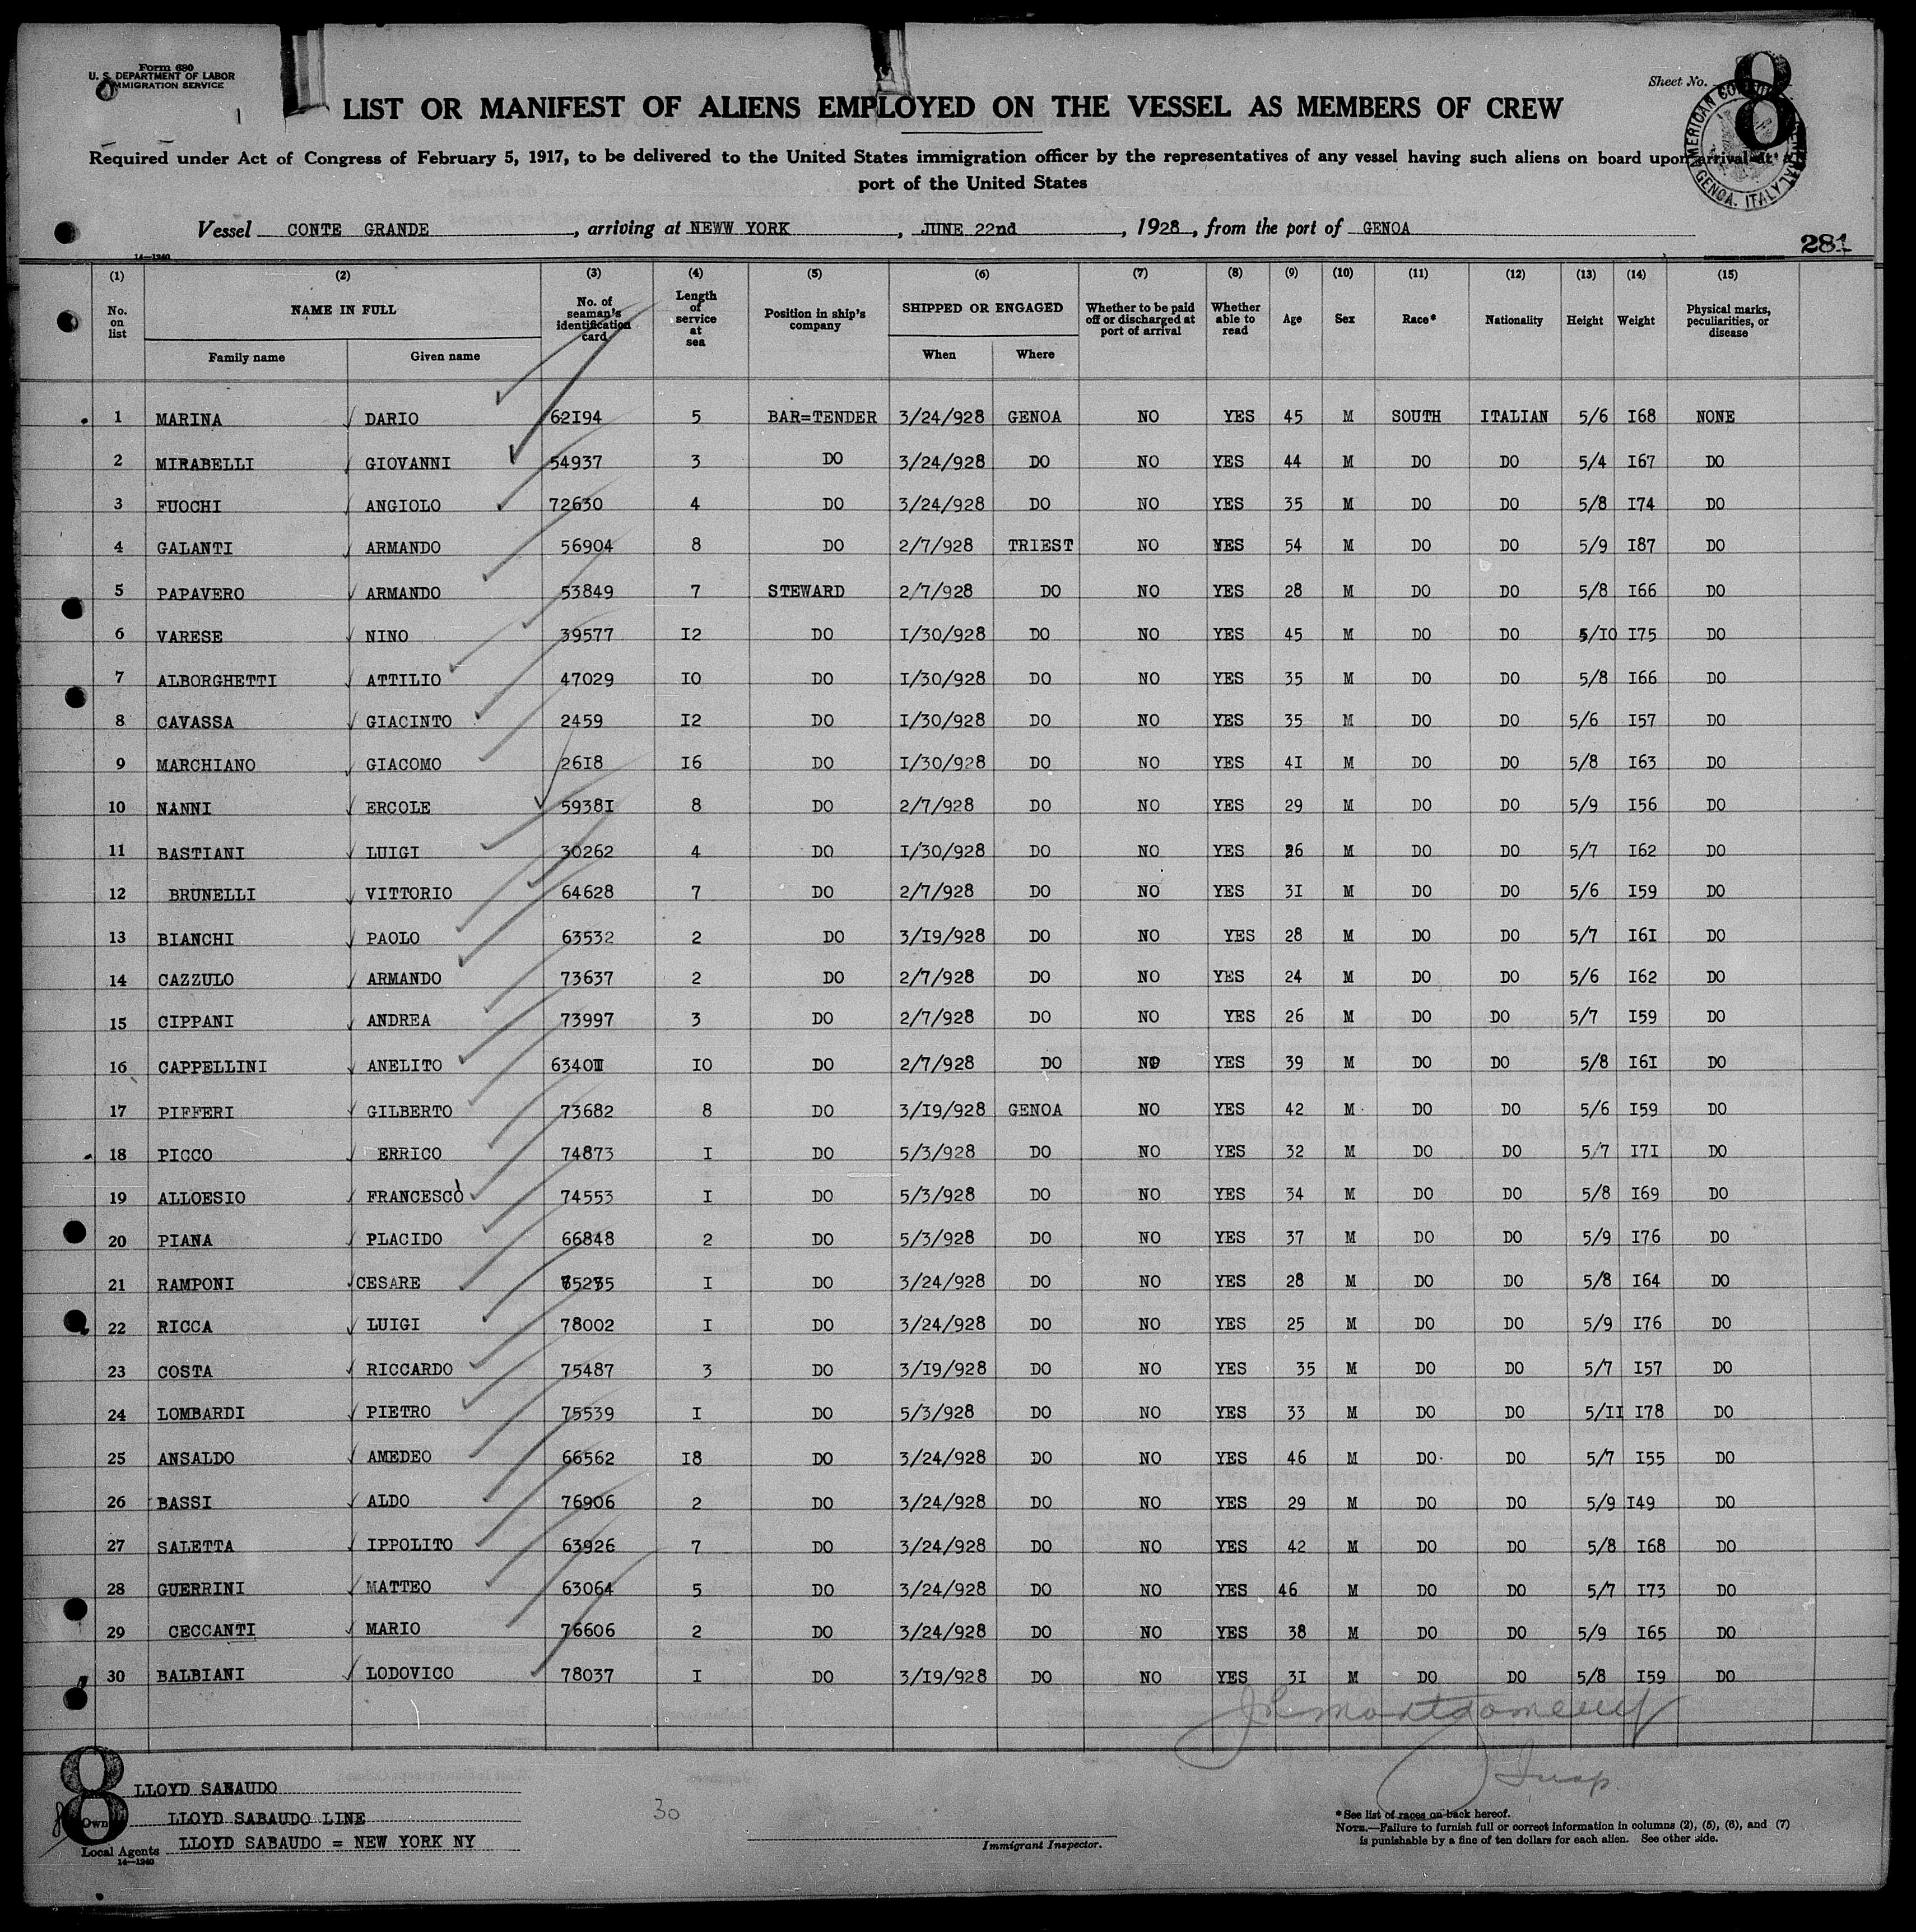 Form 680
U. S. DEPARTMENT OF LABOR
IMMIGRATION SERVICE
Sheet No. 8
AMERICAN CONSULATE GENERAL GENOA. ITALY
LIST OR MANIFEST OF ALIENS EMPLOYED ON THE VESSEL AS MEMBERS OF CREW
Required under Act of Congress of February 5, 1917, to be delivered to the United States immigration officer by the representatives of any vessel having such aliens on board upon arrival at a
port of the United States
Vessel CONTE GRANDE, arriving at NEWW YORK, JUNE 22nd, 1928, from the port of GENOA
281
14—1240
(1) (2) (3) (4) (5) (6) (7) (8) (9) (10) (11) (12) (13) (14) (15)
No. on list NAME IN FULL Family name Given name No. of seaman's identification card Length of service at sea Position in ship's company SHIPPED OR ENGAGED When Where Whether to be paid off or discharged at port of arrival Whether able to read Age Sex Race* Nationality Height Weight Physical marks, peculiarities, or disease
1 MARINA DARIO 62I94 5 BAR=TENDER 3/24/928 GENOA NO YES 45 M SOUTH ITALIAN 5/6 I68 NONE
2 MIRABELLI GIOVANNI 54937 3 DO 3/24/928 DO NO YES 44 M DO DO 5/4 I67 DO
3 FUOCHI ANGIOLO 72630 4 DO 3/24/928 DO NO YES 35 M DO DO 5/8 I74 DO
4 GALANTI ARMANDO 56904 8 DO 2/7/928 TRIEST NO YES 54 M DO DO 5/9 I87 DO
5 PAPAVERO ARMANDO 53849 7 STEWARD 2/7/928 DO NO YES 28 M DO DO 5/8 I66 DO
6 VARESE NINO 39577 I2 DO I/30/928 DO NO YES 45 M DO DO 5/I0 I75 DO
7 ALBORGHETTI ATTILIO 47029 I0 DO I/30/928 DO NO YES 35 M DO DO 5/8 I66 DO
8 CAVASSA GIACINTO 2459 I2 DO I/30/928 DO NO YES 35 M DO DO 5/6 I57 DO
9 MARCHIANO GIACOMO 26I8 I6 DO I/30/928 DO NO YES 4I M DO DO 5/8 I63 DO
10 NANNI ERCOLE 5938I 8 DO 2/7/928 DO NO YES 29 M DO DO 5/9 I56 DO
11 BASTIANI LUIGI 30262 4 DO I/30/928 DO NO YES 26 M DO DO 5/7 I62 DO
12 BRUNELLI VITTORIO 64628 7 DO 2/7/928 DO NO YES 3I M DO DO 5/6 I59 DO
13 BIANCHI PAOLO 63532 2 DO 3/I9/928 DO NO YES 28 M DO DO 5/7 I6I DO
14 CAZZULO ARMANDO 73637 2 DO 2/7/928 DO NO YES 24 M DO DO 5/6 I62 DO
15 CIPPANI ANDREA 73997 3 DO 2/7/928 DO NO YES 26 M DO DO 5/7 I59 DO
16 CAPPELLINI ANELITO I0 DO 2/7/928 DO NO YES 39 M DO DO 5/8 I6I DO
17 PIFFERI GILBERTO 73682 8 DO 3/I9/928 GENOA NO YES 42 M DO DO 5/6 I59 DO
18 PICCO ERRICO 74873 I DO 5/3/928 DO NO YES 32 M DO DO 5/7 I7I DO
19 ALLOESIO FRANCESCO 74553 I DO 5/3/928 DO NO YES 34 M DO DO 5/8 I69 DO
20 PIANA PLACIDO 66848 2 DO 5/3/928 DO NO YES 37 M DO DO 5/9 I76 DO
21 RAMPONI CESARE I DO 3/24/928 DO NO YES 28 M DO DO 5/8 I64 DO
22 RICCA LUIGI 78002 I DO 3/24/928 DO NO YES 25 M DO DO 5/9 I76 DO
23 COSTA RICCARDO 75487 3 DO 3/I9/928 DO NO YES 35 M DO DO 5/7 I57 DO
24 LOMBARDI PIETRO 75539 I DO 5/3/928 DO NO YES 33 M DO DO 5/II I78 DO
25 ANSALDO AMEDEO 66562 I8 DO 3/24/928 DO NO YES 46 M DO DO 5/7 I55 DO
26 BASSI ALDO 76906 2 DO 3/24/928 DO NO YES 29 M DO DO 5/9 I49 DO
27 SALETTA IPPOLITO 63926 7 DO 3/24/928 DO NO YES 42 M DO DO 5/8 I68 DO
28 GUERRINI MATTEO 63064 5 DO 3/24/928 DO NO YES 46 M DO DO 5/7 I73 DO
29 CECCANTI MARIO 76606 2 DO 3/24/928 DO NO YES 38 M DO DO 5/9 I65 DO
30 BALBIANI LODOVICO 78037 I DO 3/I9/928 DO NO YES 3I M DO DO 5/8 I59 DO
JR Montgomery
Insp.
8
LLOYD SABAUDO
Own LLOYD SABAUDO LINE
Local Agents LLOYD SABAUDO = NEW YORK NY
14—1240
30
Immigrant Inspector.
*See list of races on back hereof.
NOTE.—Failure to furnish full or correct information in columns (2), (5), (6), and (7)
is punishable by a fine of ten dollars for each alien. See other side.